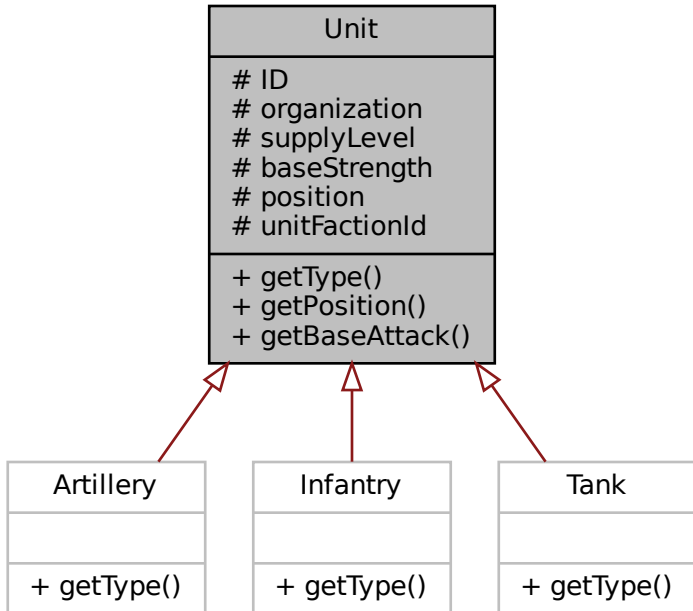 Unit
# ID
# organization
# supplyLevel
# baseStrength
# position
# unitFactionId
+ getType()
+ getPosition()
+ getBaseAttack()
Artillery
+ getType()
Infantry
+ getType()
Tank
+ getType()